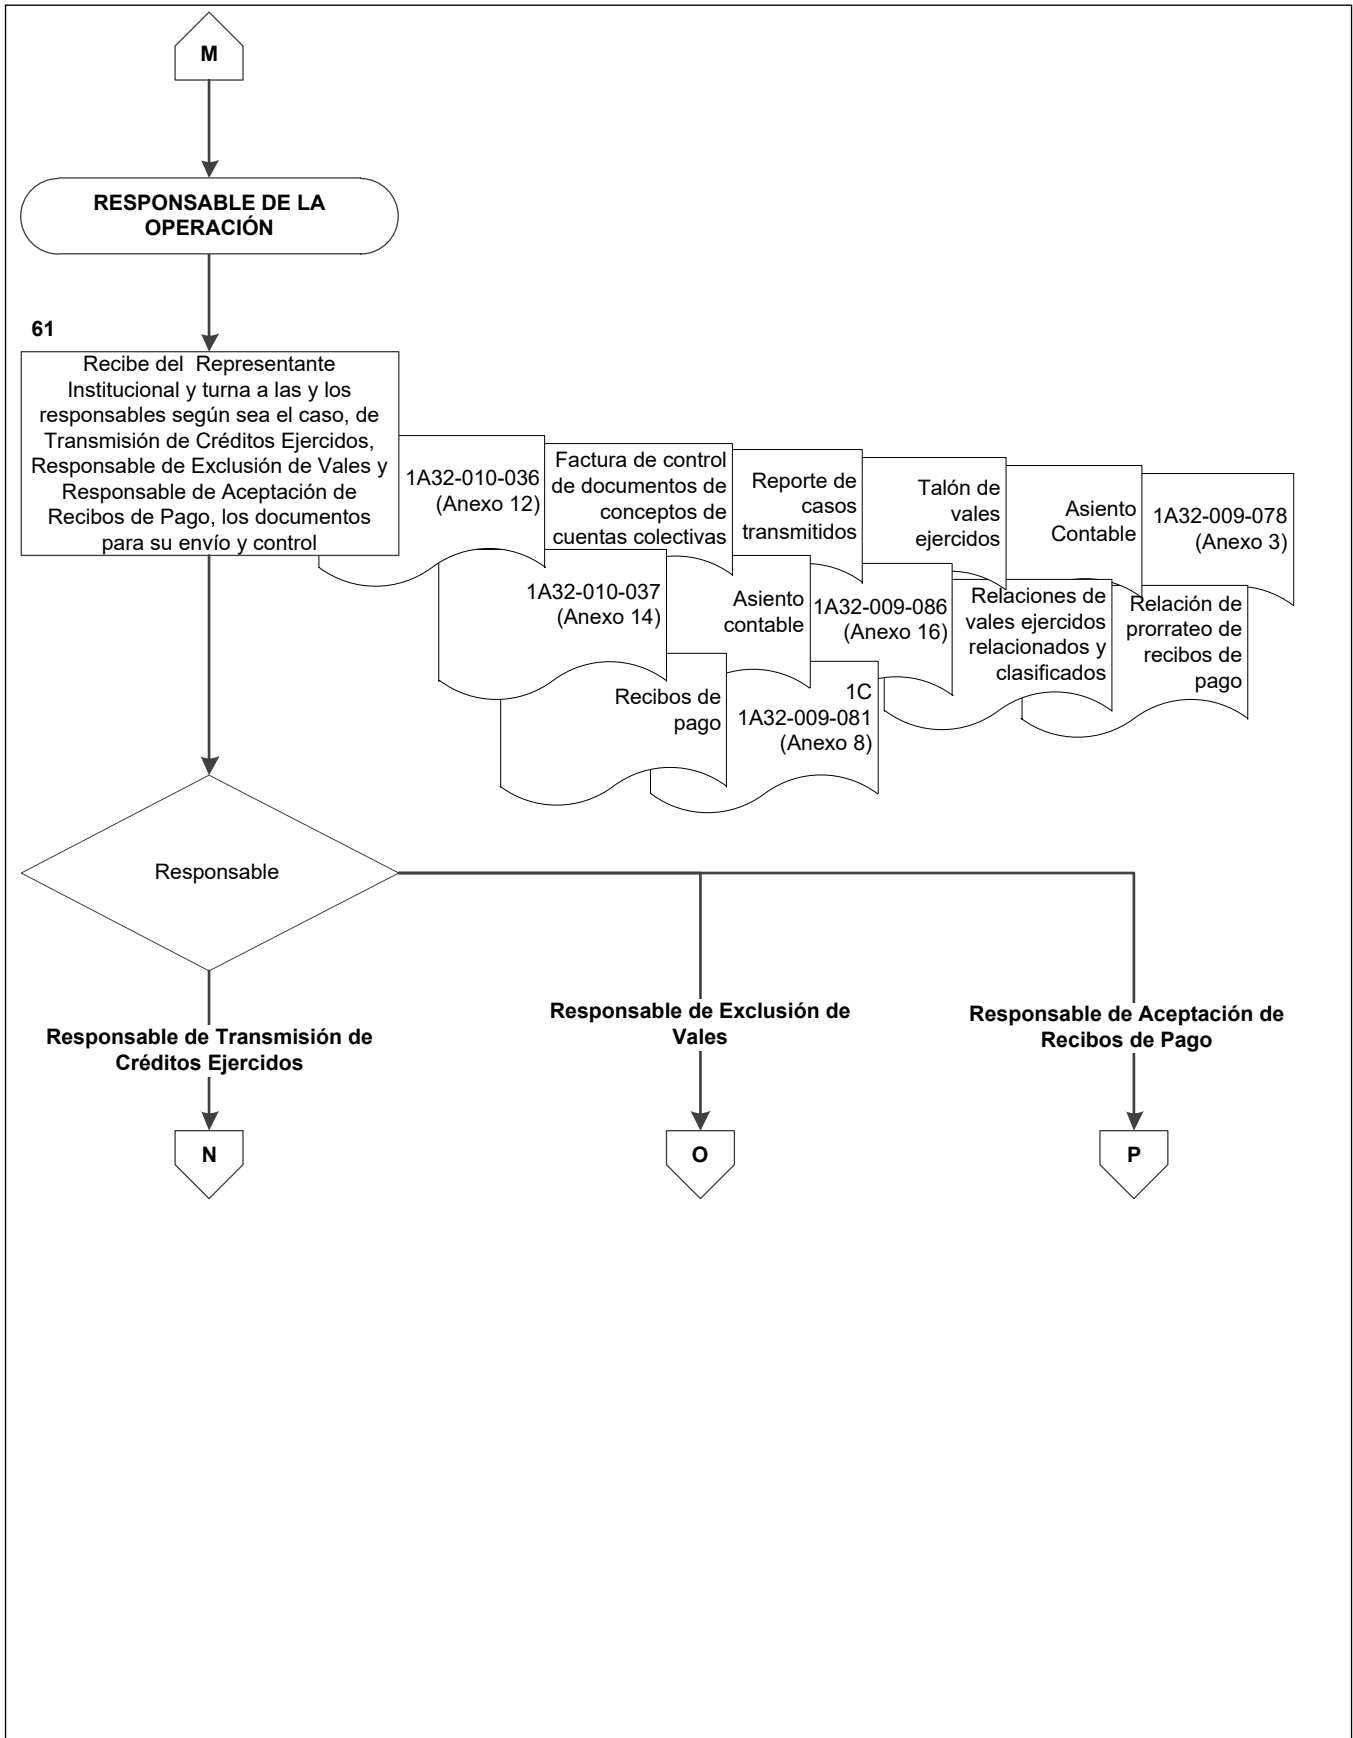 M
RESPONSABLE DE LA
OPERACIÓN
61
Recibe del  Representante
Institucional y turna a las y los
responsables según sea el caso, de
Transmisión de Créditos Ejercidos,
Responsable de Exclusión de Vales y
Responsable de Aceptación de
Recibos de Pago, los documentos
para su envío y control
1A32-010-036
(Anexo 12)
Factura de control
de documentos de
conceptos de
cuentas colectivas
Reporte de
casos
transmitidos
Talón de
vales
ejercidos
Asiento
Contable
1A32-009-078
(Anexo 3)
1A32-010-037
(Anexo 14)
Asiento
contable
1A32-009-086
(Anexo 16)
Relaciones de
vales ejercidos
relacionados y
clasificados
Relación de
prorrateo de
recibos de
pago
Recibos de
pago
1C
1A32-009-081
(Anexo 8)
Responsable
Responsable de Transmisión de
Créditos Ejercidos
Responsable de Exclusión de
Vales
Responsable de Aceptación de
Recibos de Pago
N
O
P